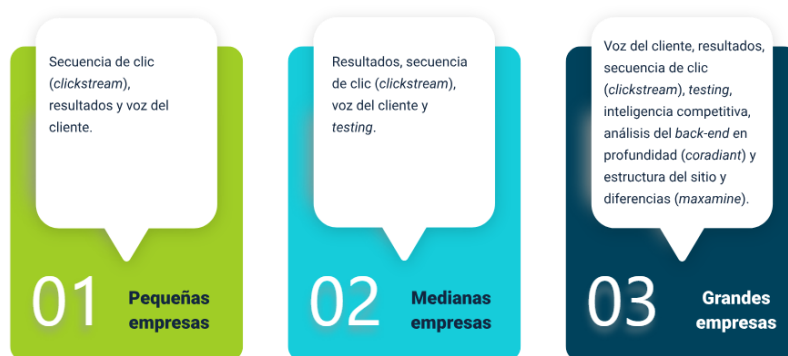 Secuencia de clic
(clickstream),
resultados y voz del
cliente.
01
Pequeñas
empresas
Resultados, secuencia
de clic (clickstream),
voz del cliente y
testing.
02
Medianas
empresas
Voz del cliente, resultados,
secuencia de clic
(clickstream), testing,
inteligencia competitiva,
análisis del back-end en
profundidad (coradiant) y
estructura del sitio y
diferencias (maxamine).
03
Grandes
empresas